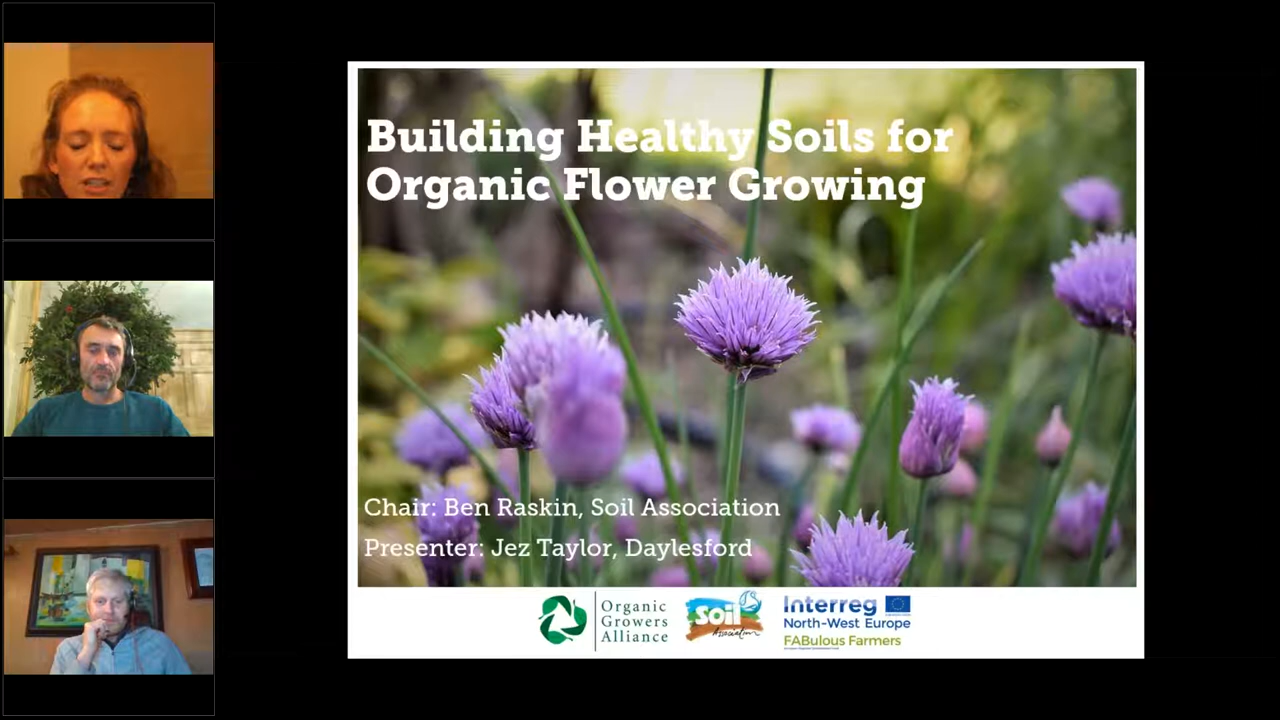 Building Healthy Soils for
Organic Flower Growing
Chair: Ben Raskin, Soil Association
Presenter: Jez Taylor, Daylesford
Organic
Growers
Alliance
Soil
Association
Interreg
North-West Europe
FABulous Farmers